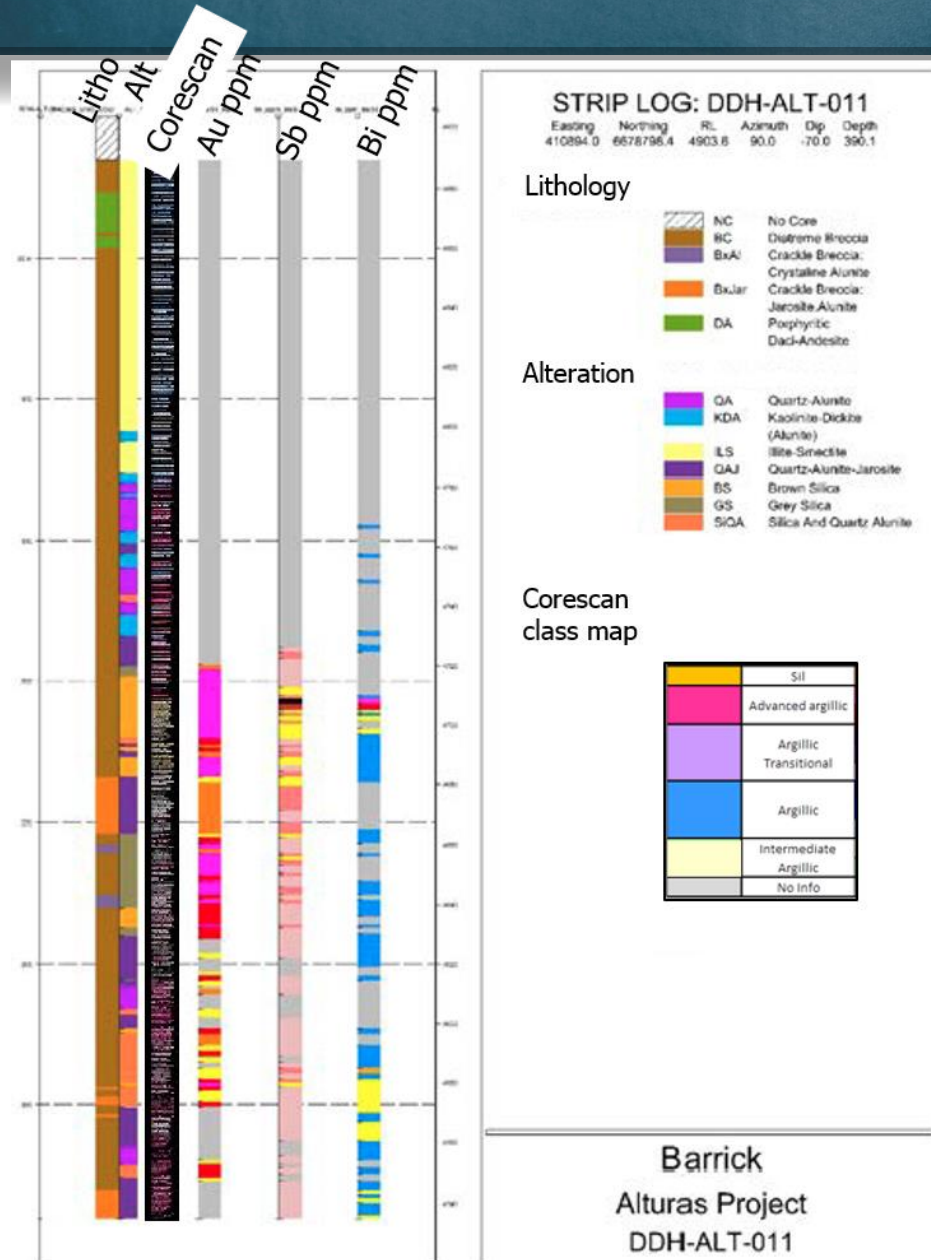 Litho
Alt
Corescan
Au ppm
Sb ppm
Bi ppm
STRIP LOG: DDH-ALT-011
Easting Northing RL Azimuth Dip Depth
410894.0 6678798.4 4903.6 90.0 -70.0 390.1
Lithology
NC No Core
BC Diatreme Breccia
BxAl Crackle Breccia:
Crystaline Alunite
BxJar Crackle Breccia:
Jarosite Alunite
DA Porphyritic
Daci-Andesite
Alteration
QA Quartz-Alunite
KDA Kaolinite-Dickite
(Alunite)
ILS Illite-Smectite
QAJ Quartz-Alunite-Jarosite
BS Brown Silica
GS Grey Silica
SiQA Silica And Quartz Alunite
Corescan
class map
Sil
Advanced argillic
Argillic
Transitional
Argillic
Intermediate
Argillic
No Info
Barrick
Alturas Project
DDH-ALT-011